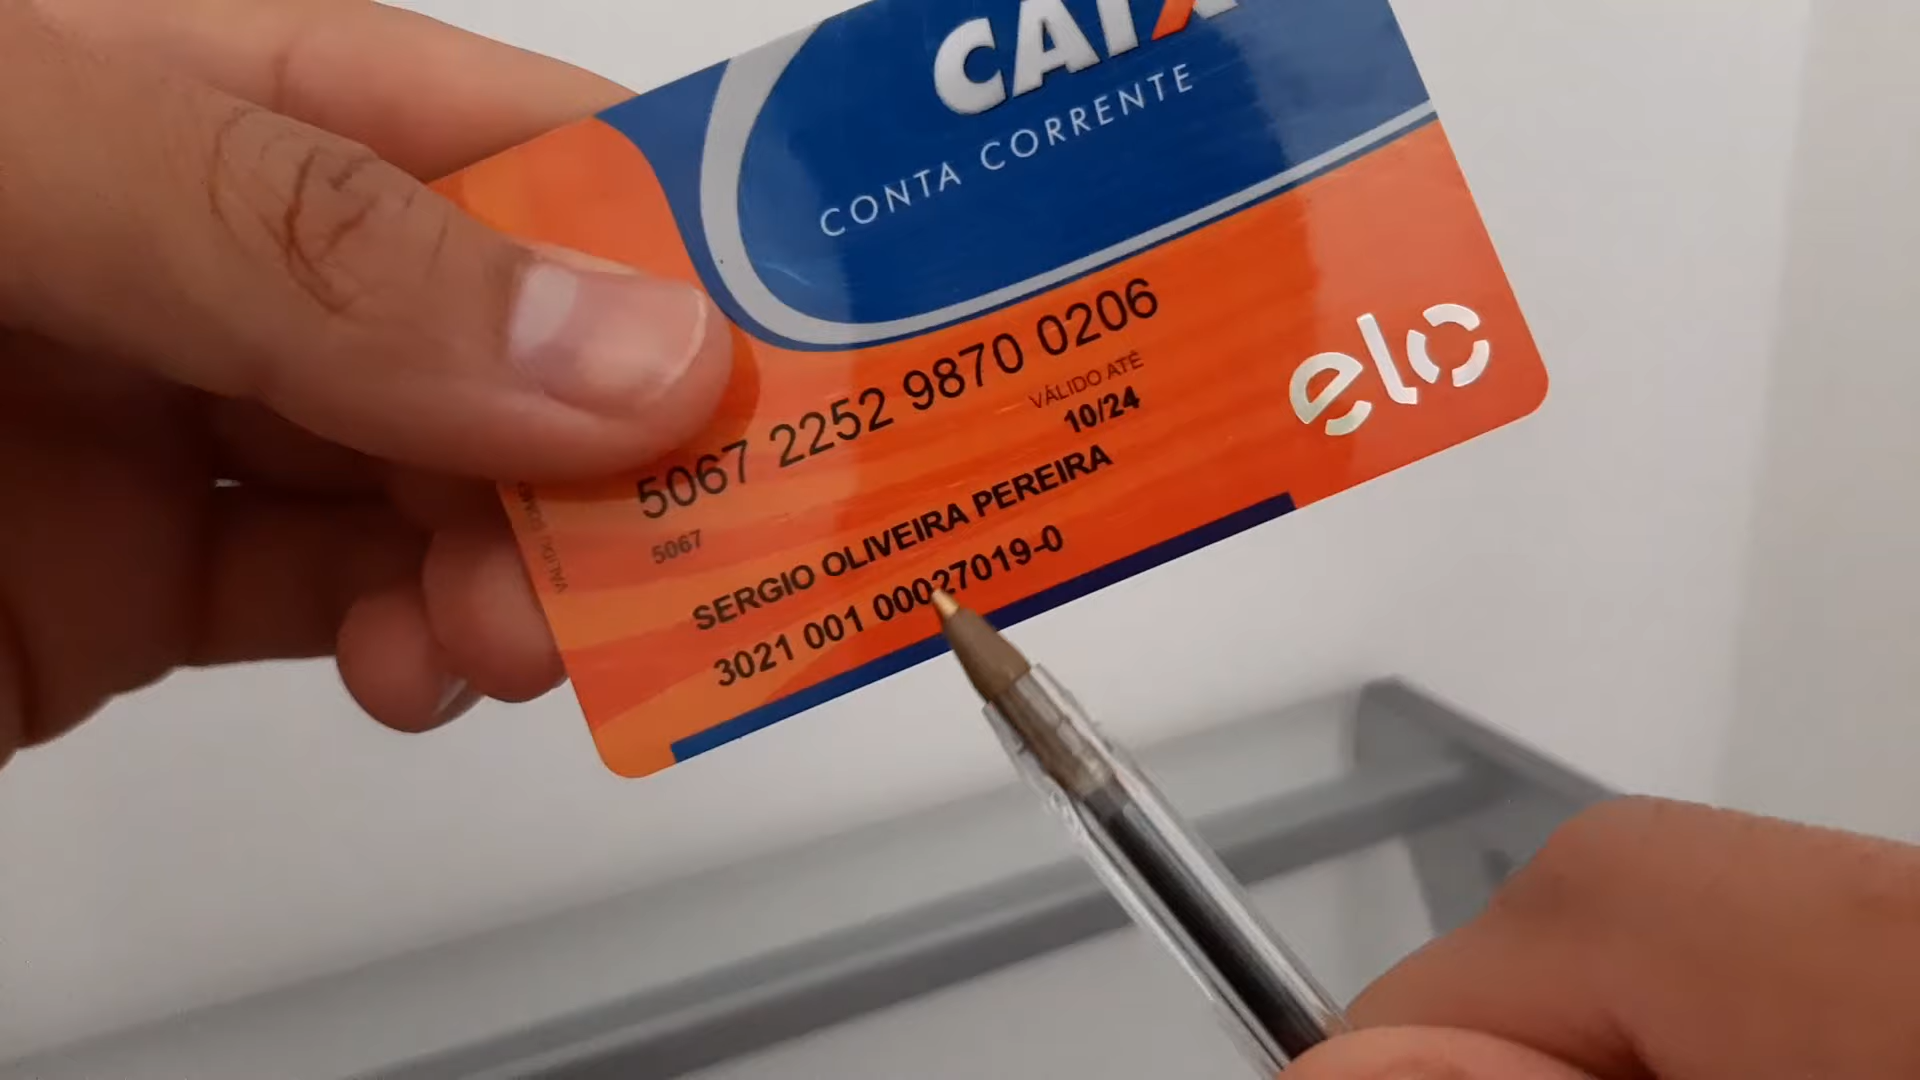 CAIX
CONTA CORRENTE
5067 2252 9870 0206
VÁLIDO ATÉ
5067
10/24
SERGIO OLIVEIRA PEREIRA
3021 001 00027019-0
elo